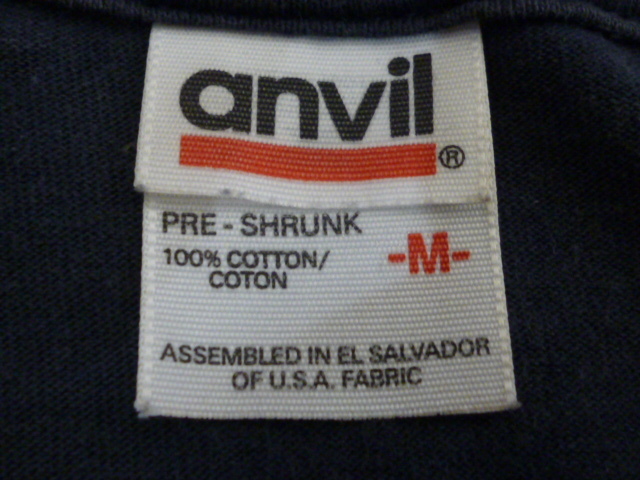 anvil
®
PRE - SHRUNK
100% COTTON/
COTON
-M-
ASSEMBLED IN EL SALVADOR
OF U.S.A. FABRIC